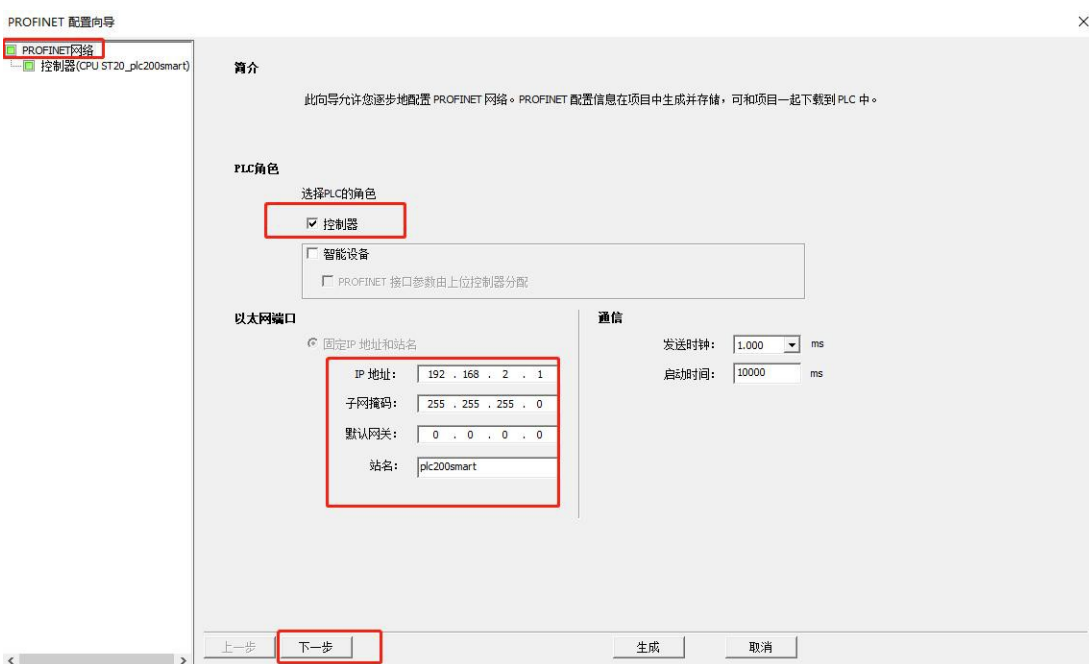 PROFINET 配置向导
PROFINET网络
控制器(CPU ST20_plc200smart)
简介
此向导允许您逐步地配置 PROFINET 网络。PROFINET 配置信息在项目中生成并存储，可和项目一起下载到 PLC 中。
PLC角色
选择PLC的角色
控制器
智能设备
PROFINET 接口参数由上位控制器分配
以太网端口
固定IP 地址和站名
IP 地址: 192 . 168 . 2 . 1
子网掩码: 255 . 255 . 255 . 0
默认网关: 0 . 0 . 0 . 0
站名: plc200smart
通信
发送时钟: 1.000 ms
启动时间: 10000 ms
上一步 下一步 生成 取消